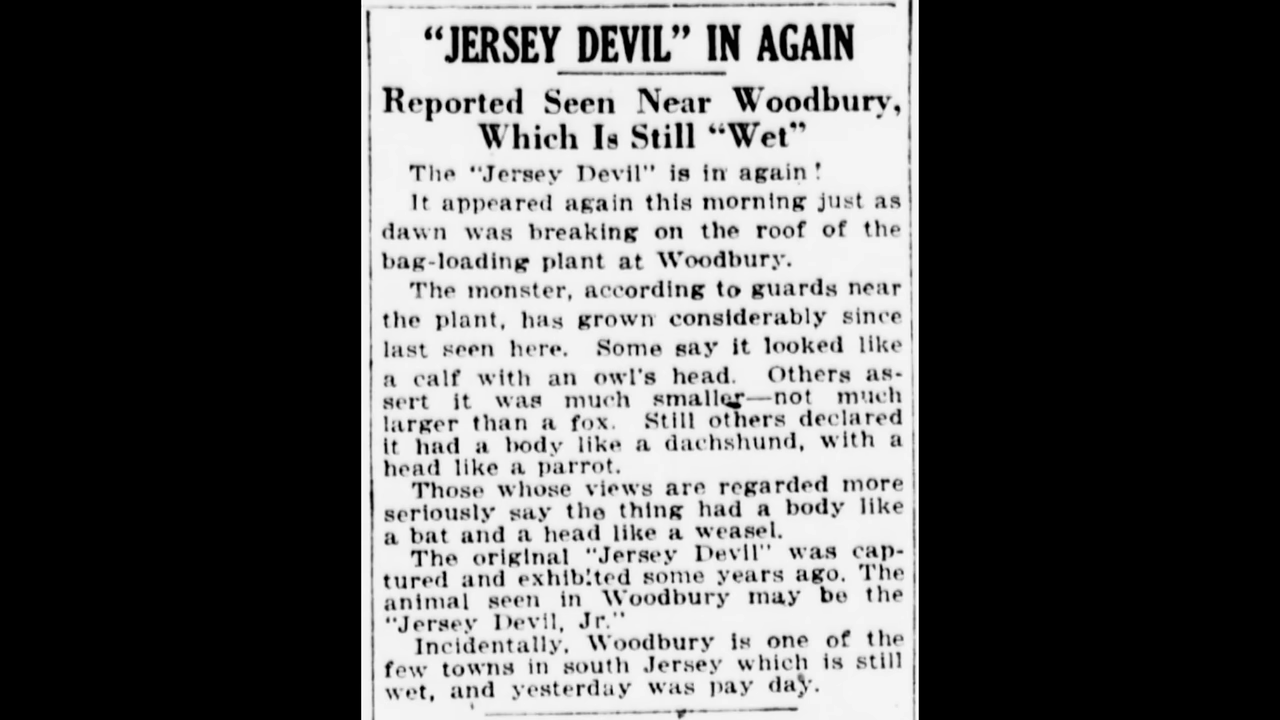 “JERSEY DEVIL” IN AGAIN
Reported Seen Near Woodbury,
Which Is Still “Wet”
The “Jersey Devil” is in again!
It appeared again this morning just as
dawn was breaking on the roof of the
bag-loading plant at Woodbury.
The monster, according to guards near
the plant, has grown considerably since
last seen here. Some say it looked like
a calf with an owl's head. Others as-
sert it was much smaller—not much
larger than a fox. Still others declared
it had a body like a dachshund, with a
head like a parrot.
Those whose views are regarded more
seriously say the thing had a body like
a bat and a head like a weasel.
The original “Jersey Devil” was cap-
tured and exhibited some years ago. The
animal seen in Woodbury may be the
“Jersey Devil, Jr.”
Incidentally, Woodbury is one of the
few towns in south Jersey which is still
wet, and yesterday was pay day.